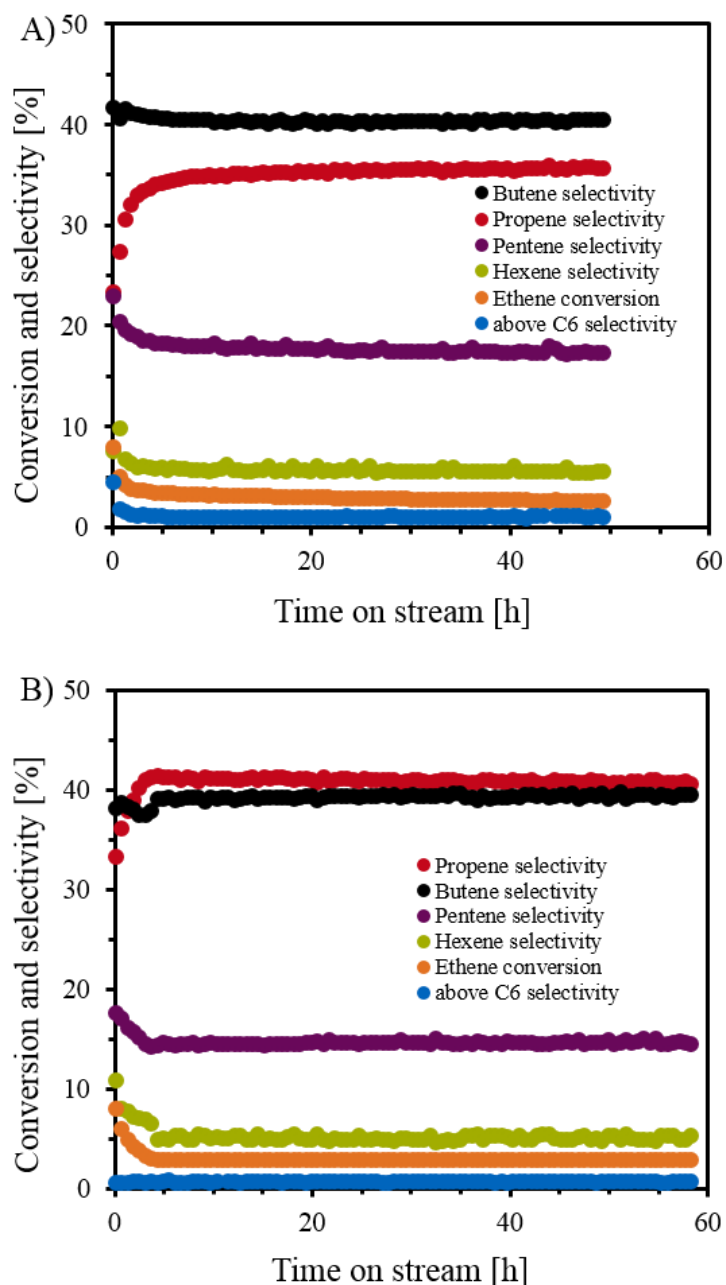 A)
50
40
30
20
10
0
Conversion and selectivity [%]
Butene selectivity
Propene selectivity
Pentene selectivity
Hexene selectivity
Ethene conversion
above C6 selectivity
0 20 40 60
Time on stream [h]
B)
50
40
30
20
10
0
Conversion and selectivity [%]
Propene selectivity
Butene selectivity
Pentene selectivity
Hexene selectivity
Ethene conversion
above C6 selectivity
0 20 40 60
Time on stream [h]